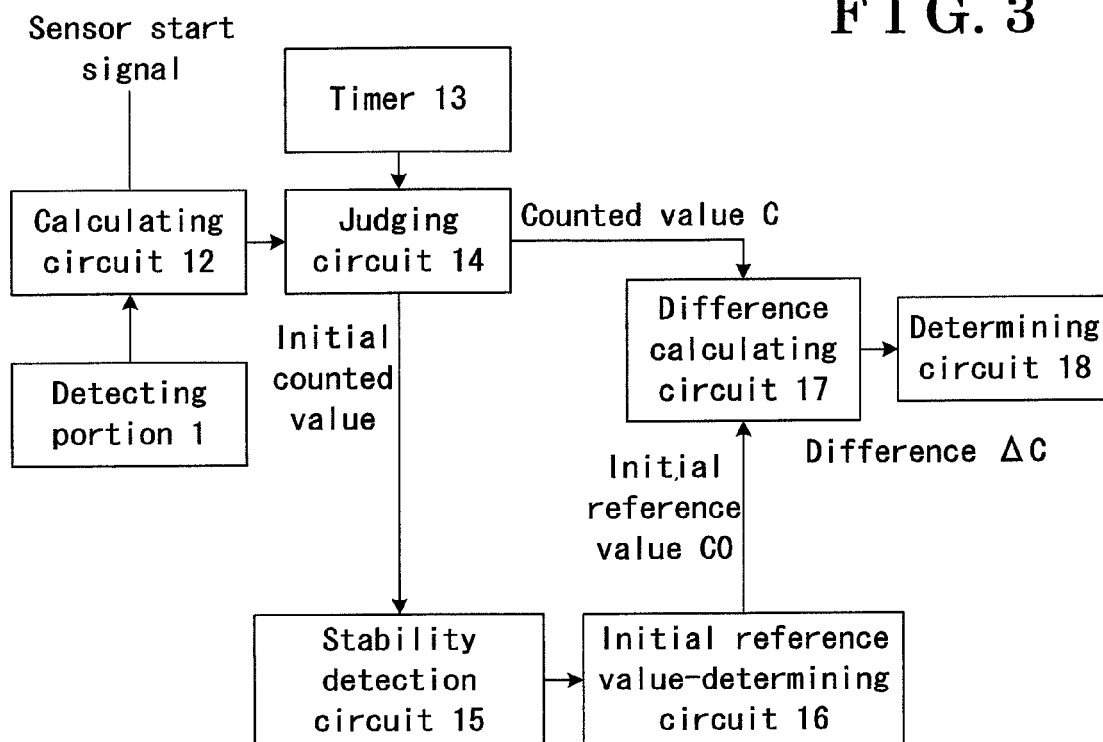 FIG. 3
Sensor start
signal
Timer 13
Calculating
circuit 12
Judging
circuit 14
Counted value C
Detecting
portion 1
Initial
counted
value
Difference
calculating
circuit 17
Determining
circuit 18
Difference ΔC
Initial
reference
value C0
Stability
detection
circuit 15
Initial reference
value-determining
circuit 16